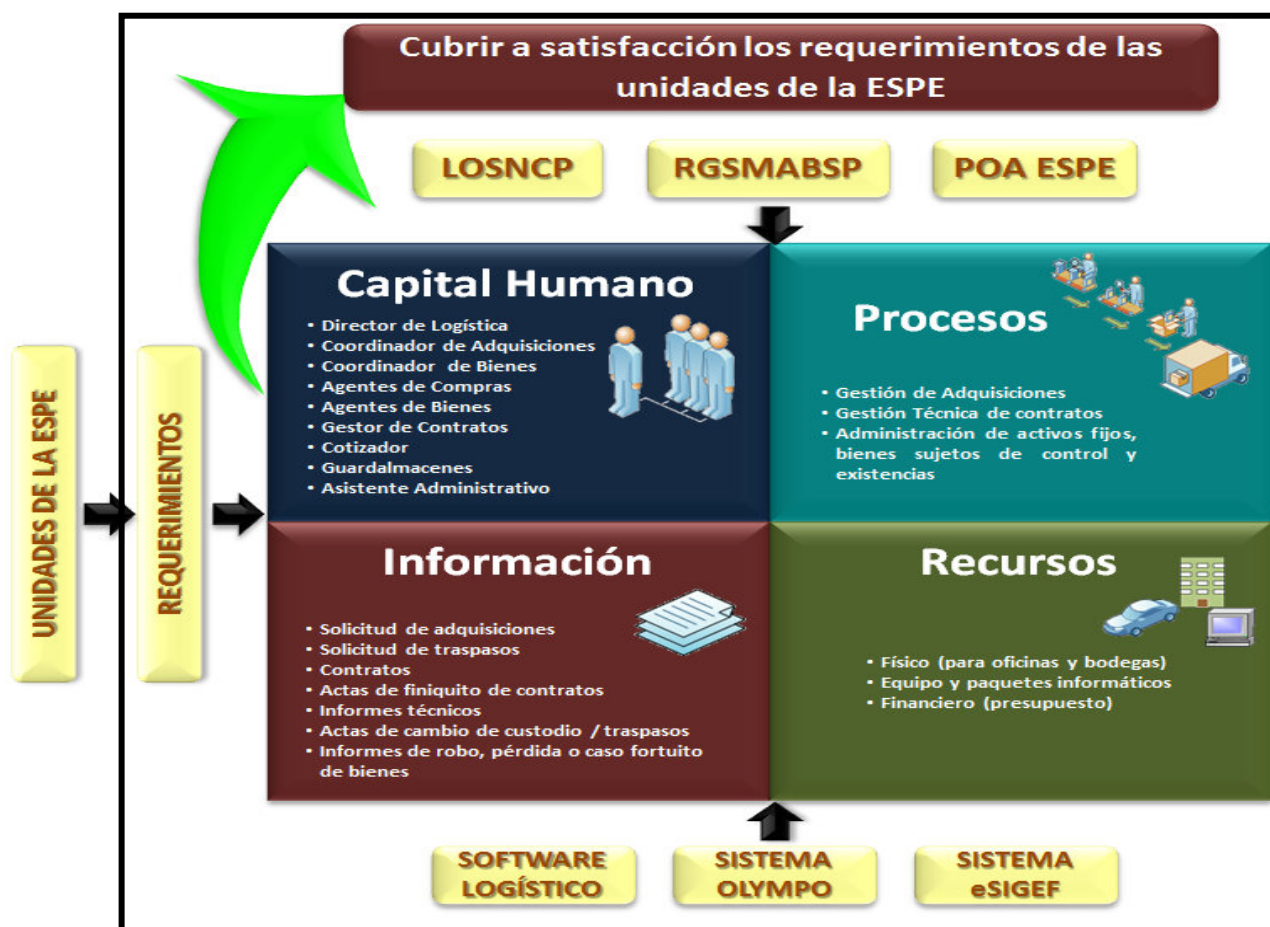 Cubrir a satisfacción los requerimientos de las
unidades de la ESPE
LOSNCP
RGSMABSP
POA ESPE
UNIDADES DE LA ESPE
REQUERIMIENTOS
Capital Humano
• Director de Logística
• Coordinador de Adquisiciones
• Coordinador de Bienes
• Agentes de Compras
• Agentes de Bienes
• Gestor de Contratos
• Cotizador
• Guardalmacenes
• Asistente Administrativo
Procesos
• Gestión de Adquisiciones
• Gestión Técnica de contratos
• Administración de activos fijos,
bienes sujetos de control y
existencias
Información
• Solicitud de adquisiciones
• Solicitud de traspasos
• Contratos
• Actas de finiquito de contratos
• Informes técnicos
• Actas de cambio de custodio / traspasos
• Informes de robo, pérdida o caso fortuito
de bienes
Recursos
• Físico (para oficinas y bodegas)
• Equipo y paquetes informáticos
• Financiero (presupuesto)
SOFTWARE
LOGÍSTICO
SISTEMA
OLYMPO
SISTEMA
eSIGEF